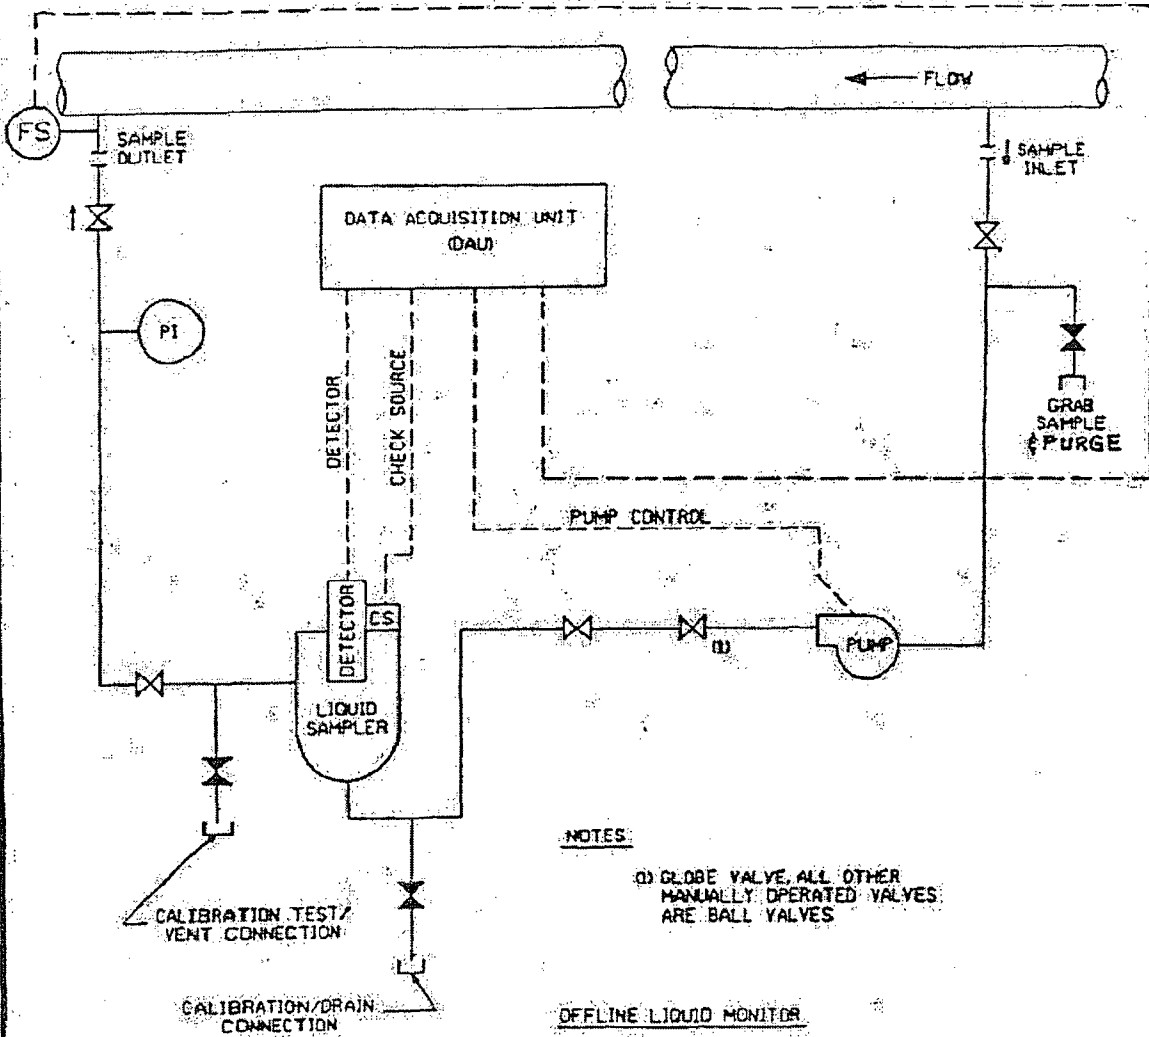 FLOW
FS
SAMPLE
OUTLET
SAMPLE
INLET
DATA ACQUISITION UNIT
(DAU)
PI
DETECTOR
CHECK SOURCE
GRAB
SAMPLE
& PURGE
PUMP CONTROL
DETECTOR
CS
PUMP
(1)
LIQUID
SAMPLER
NOTES
(1) GLOBE VALVE, ALL OTHER
MANUALLY OPERATED VALVES
ARE BALL VALVES
CALIBRATION TEST/
VENT CONNECTION
CALIBRATION/DRAIN
CONNECTION
OFFLINE LIQUID MONITOR